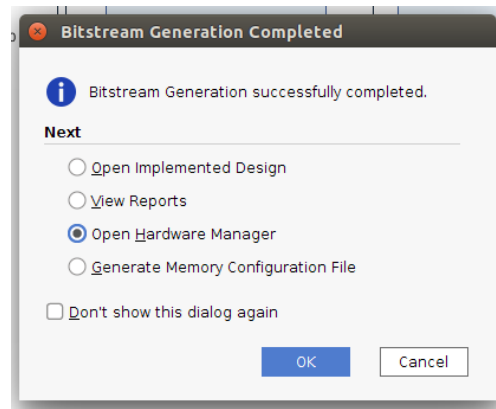 Bitstream Generation Completed
Bitstream Generation successfully completed.
Next
Open Implemented Design
View Reports
Open Hardware Manager
Generate Memory Configuration File
Don't show this dialog again
OK
Cancel